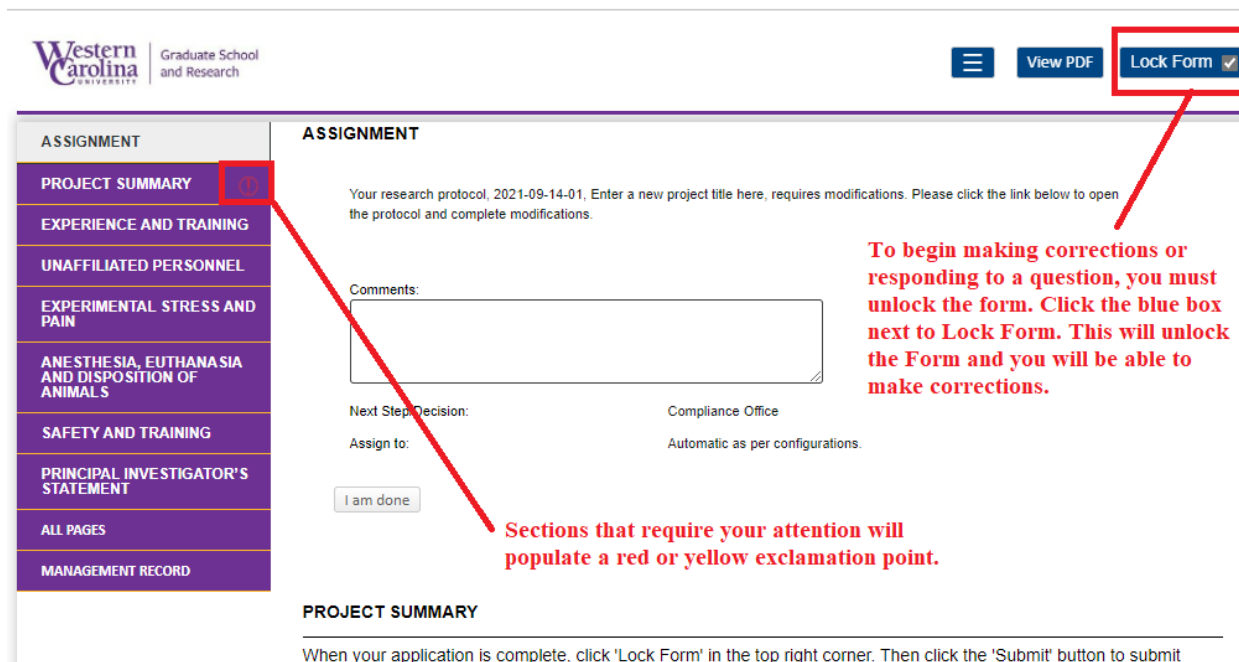 Western
Carolina
UNIVERSITY
Graduate School
and Research
View PDF
Lock Form
ASSIGNMENT
PROJECT SUMMARY
EXPERIENCE AND TRAINING
UNAFFILIATED PERSONNEL
EXPERIMENTAL STRESS AND
PAIN
ANESTHESIA, EUTHANASIA
AND DISPOSITION OF
ANIMALS
SAFETY AND TRAINING
PRINCIPAL INVESTIGATOR'S
STATEMENT
ALL PAGES
MANAGEMENT RECORD
ASSIGNMENT
Your research protocol, 2021-09-14-01, Enter a new project title here, requires modifications. Please click the link below to open
the protocol and complete modifications.
Comments:
Next Step/Decision:
Compliance Office
Assign to:
Automatic as per configurations.
I am done
To begin making corrections or
responding to a question, you must
unlock the form. Click the blue box
next to Lock Form. This will unlock
the Form and you will be able to
make corrections.
Sections that require your attention will
populate a red or yellow exclamation point.
PROJECT SUMMARY
When your application is complete, click 'Lock Form' in the top right corner. Then click the 'Submit' button to submit